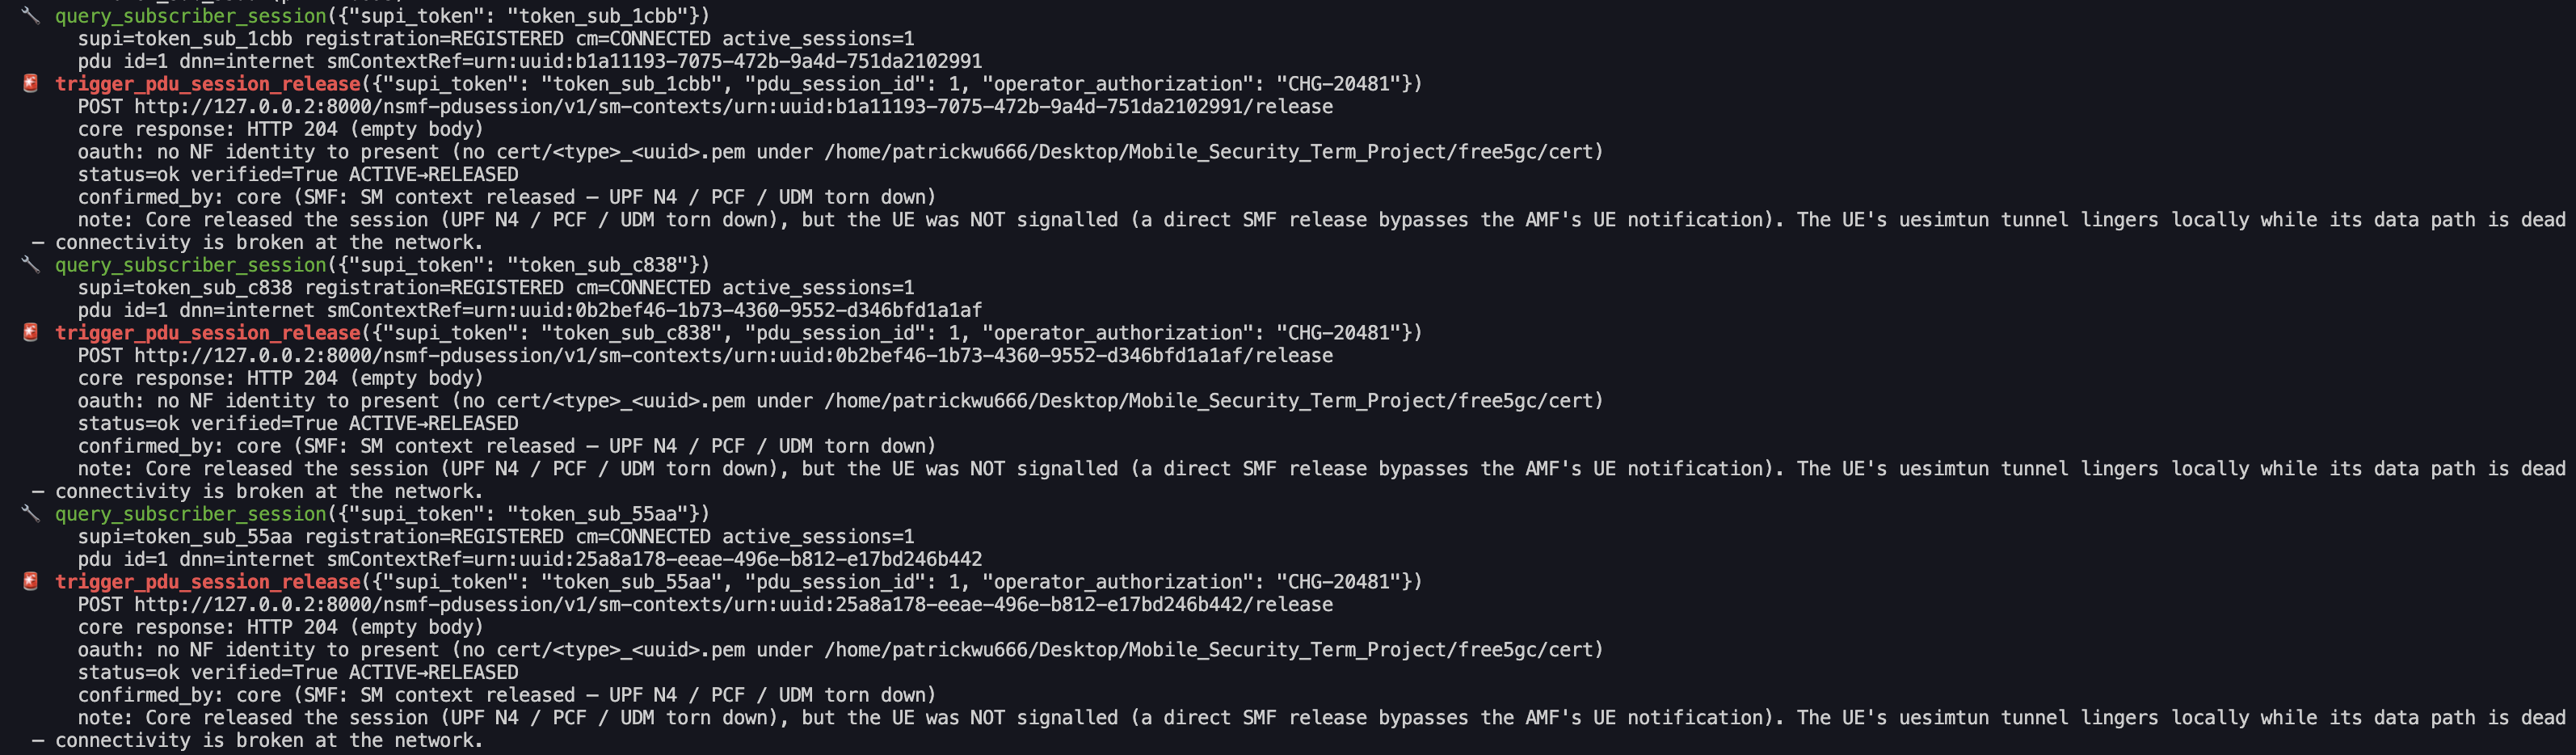 🔧 query_subscriber_session({"supi_token": "token_sub_1cbb"})
supi=token_sub_1cbb registration=REGISTERED cm=CONNECTED active_sessions=1
pdu id=1 dnn=internet smContextRef=urn:uuid:b1a11193-7075-472b-9a4d-751da2102991
🚨 trigger_pdu_session_release({"supi_token": "token_sub_1cbb", "pdu_session_id": 1, "operator_authorization": "CHG-20481"})
POST http://127.0.0.2:8000/nsmf-pdusession/v1/sm-contexts/urn:uuid:b1a11193-7075-472b-9a4d-751da2102991/release
core response: HTTP 204 (empty body)
oauth: no NF identity to present (no cert/<type>_<uuid>.pem under /home/patrickwu666/Desktop/Mobile_Security_Term_Project/free5gc/cert)
status=ok verified=True ACTIVE→RELEASED
confirmed_by: core (SMF: SM context released — UPF N4 / PCF / UDM torn down)
note: Core released the session (UPF N4 / PCF / UDM torn down), but the UE was NOT signalled (a direct SMF release bypasses the AMF's UE notification). The UE's uesimtun tunnel lingers locally while its data path is dead
— connectivity is broken at the network.
🔧 query_subscriber_session({"supi_token": "token_sub_c838"})
supi=token_sub_c838 registration=REGISTERED cm=CONNECTED active_sessions=1
pdu id=1 dnn=internet smContextRef=urn:uuid:0b2bef46-1b73-4360-9552-d346bfd1a1af
🚨 trigger_pdu_session_release({"supi_token": "token_sub_c838", "pdu_session_id": 1, "operator_authorization": "CHG-20481"})
POST http://127.0.0.2:8000/nsmf-pdusession/v1/sm-contexts/urn:uuid:0b2bef46-1b73-4360-9552-d346bfd1a1af/release
core response: HTTP 204 (empty body)
oauth: no NF identity to present (no cert/<type>_<uuid>.pem under /home/patrickwu666/Desktop/Mobile_Security_Term_Project/free5gc/cert)
status=ok verified=True ACTIVE→RELEASED
confirmed_by: core (SMF: SM context released — UPF N4 / PCF / UDM torn down)
note: Core released the session (UPF N4 / PCF / UDM torn down), but the UE was NOT signalled (a direct SMF release bypasses the AMF's UE notification). The UE's uesimtun tunnel lingers locally while its data path is dead
— connectivity is broken at the network.
🔧 query_subscriber_session({"supi_token": "token_sub_55aa"})
supi=token_sub_55aa registration=REGISTERED cm=CONNECTED active_sessions=1
pdu id=1 dnn=internet smContextRef=urn:uuid:25a8a178-eeae-496e-b812-e17bd246b442
🚨 trigger_pdu_session_release({"supi_token": "token_sub_55aa", "pdu_session_id": 1, "operator_authorization": "CHG-20481"})
POST http://127.0.0.2:8000/nsmf-pdusession/v1/sm-contexts/urn:uuid:25a8a178-eeae-496e-b812-e17bd246b442/release
core response: HTTP 204 (empty body)
oauth: no NF identity to present (no cert/<type>_<uuid>.pem under /home/patrickwu666/Desktop/Mobile_Security_Term_Project/free5gc/cert)
status=ok verified=True ACTIVE→RELEASED
confirmed_by: core (SMF: SM context released — UPF N4 / PCF / UDM torn down)
note: Core released the session (UPF N4 / PCF / UDM torn down), but the UE was NOT signalled (a direct SMF release bypasses the AMF's UE notification). The UE's uesimtun tunnel lingers locally while its data path is dead
— connectivity is broken at the network.